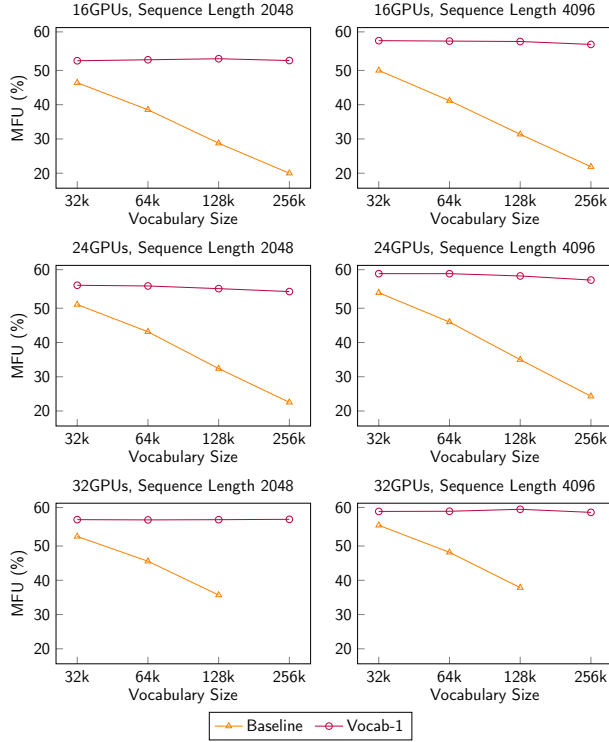 16GPUs, Sequence Length 2048
60
50
40
30
20
MFU (%)
32k 64k 128k 256k
Vocabulary Size
16GPUs, Sequence Length 4096
60
50
40
30
20
32k 64k 128k 256k
Vocabulary Size
24GPUs, Sequence Length 2048
60
50
40
30
20
MFU (%)
32k 64k 128k 256k
Vocabulary Size
24GPUs, Sequence Length 4096
60
50
40
30
20
32k 64k 128k 256k
Vocabulary Size
32GPUs, Sequence Length 2048
60
50
40
30
20
MFU (%)
32k 64k 128k 256k
Vocabulary Size
32GPUs, Sequence Length 4096
60
50
40
30
20
32k 64k 128k 256k
Vocabulary Size
Baseline Vocab-1